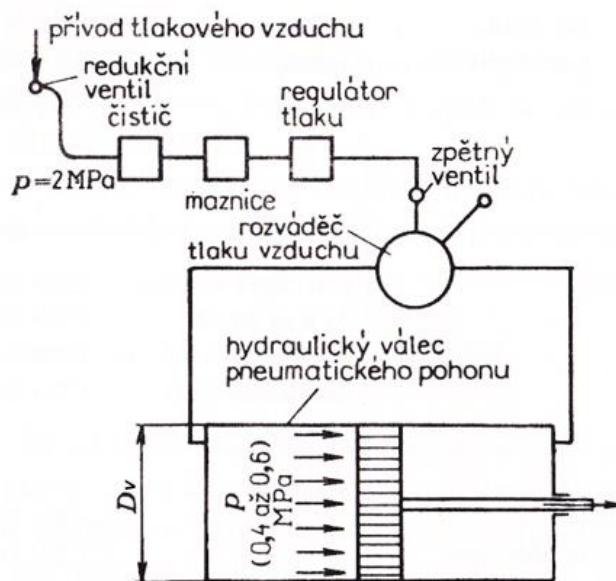 přívod tlakového vzduchu
redukční
ventil
čistič
regulátor
tlaku
zpětný
ventil
p=2MPa
maznice
rozváděč
tlaku vzduchu
hydraulický válec
pneumatického pohonu
Dv
p
(0,4 až 0,6)
MPa